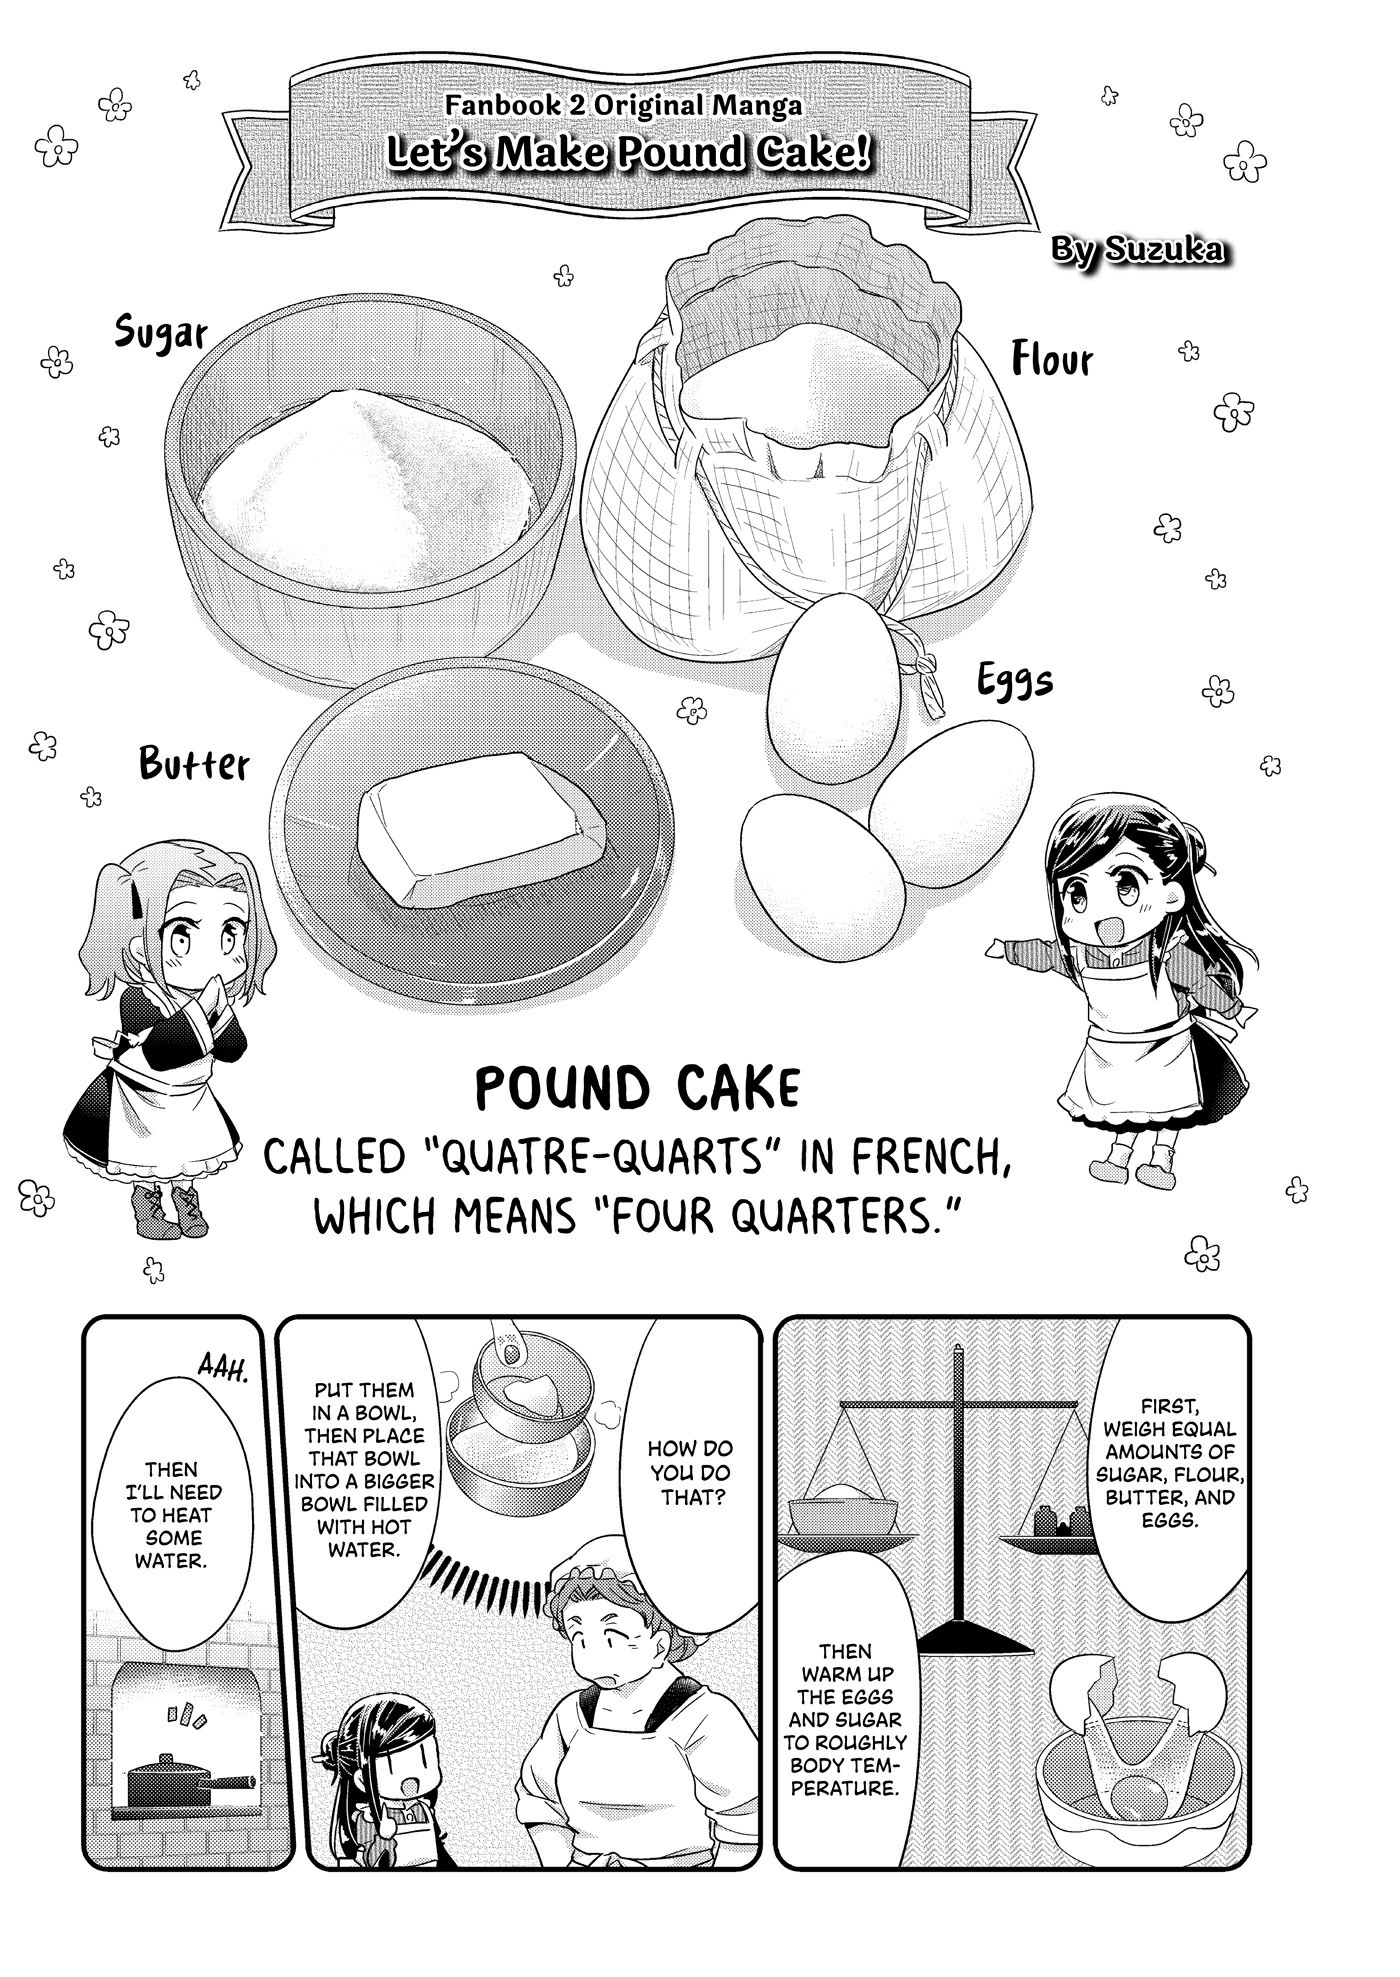 Fanbook 2 Original Manga
Let's Make Pound Cake!
By Suzuka
Sugar
Flour
Eggs
Butter
POUND CAKE
CALLED "QUATRE-QUARTS" IN FRENCH,
WHICH MEANS "FOUR QUARTERS."
FIRST,
WEIGH EQUAL
AMOUNTS OF
SUGAR, FLOUR,
BUTTER, AND
EGGS.
THEN
WARM UP
THE EGGS
AND SUGAR
TO ROUGHLY
BODY TEM-
PERATURE.
HOW DO
YOU DO
THAT?
PUT THEM
IN A BOWL,
THEN PLACE
THAT BOWL
INTO A BIGGER
BOWL FILLED
WITH HOT
WATER.
AAH.
THEN
I'LL NEED
TO HEAT
SOME
WATER.